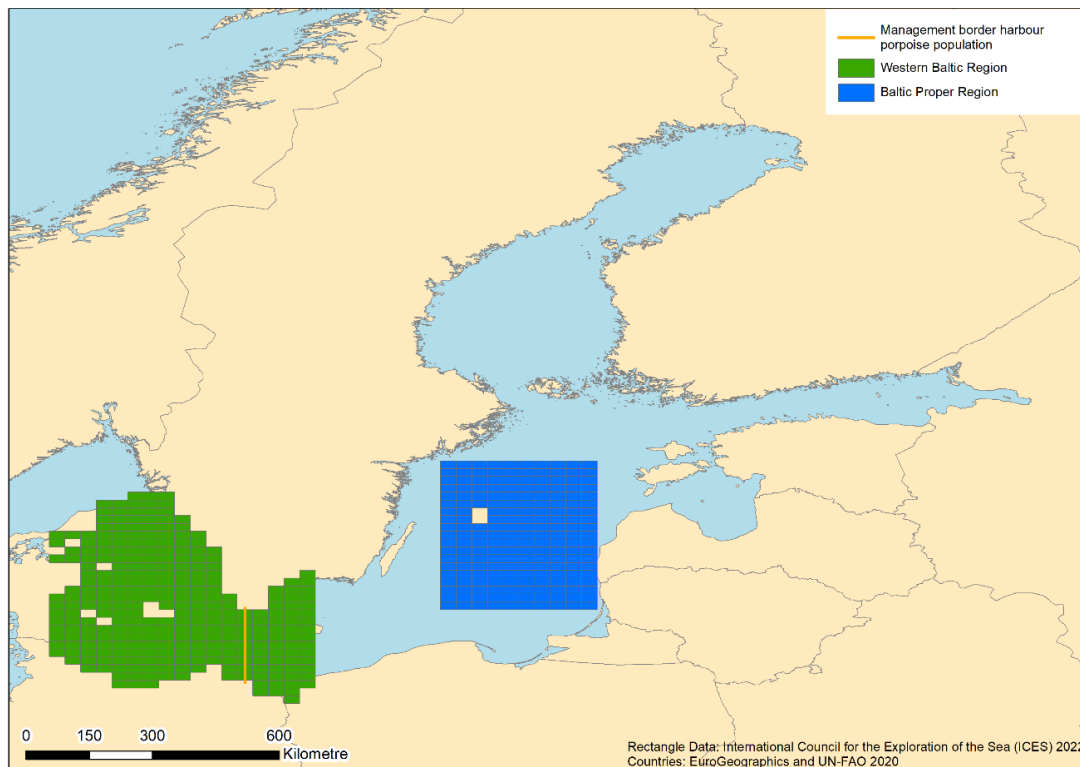 Management border harbour
porpoise population
Western Baltic Region
Baltic Proper Region
0 150 300 600
Kilometre
Rectangle Data: International Council for the Exploration of the Sea (ICES) 2022
Countries: EuroGeographics and UN-FAO 2020